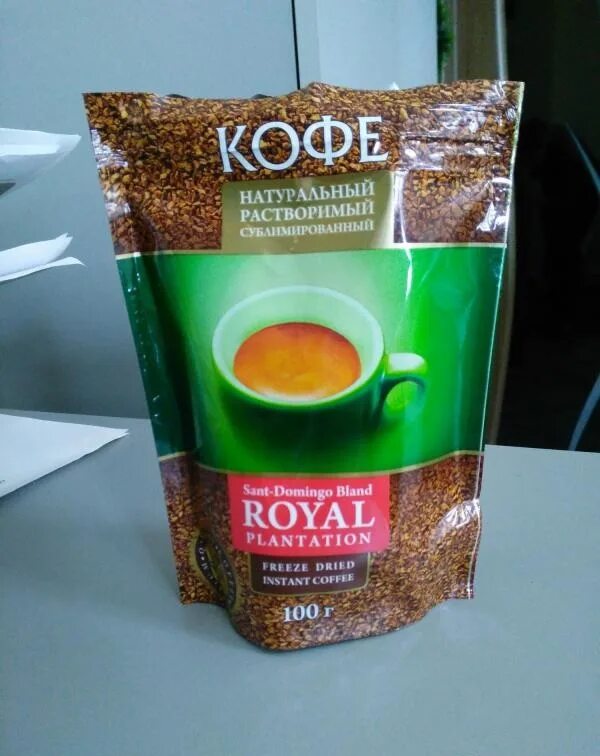 КОФЕ
НАТУРАЛЬНЫЙ
РАСТВОРИМЫЙ
СУБЛИМИРОВАННЫЙ
Sant-Domingo Bland
ROYAL
PLANTATION
FREEZE DRIED
INSTANT COFFEE
100 г